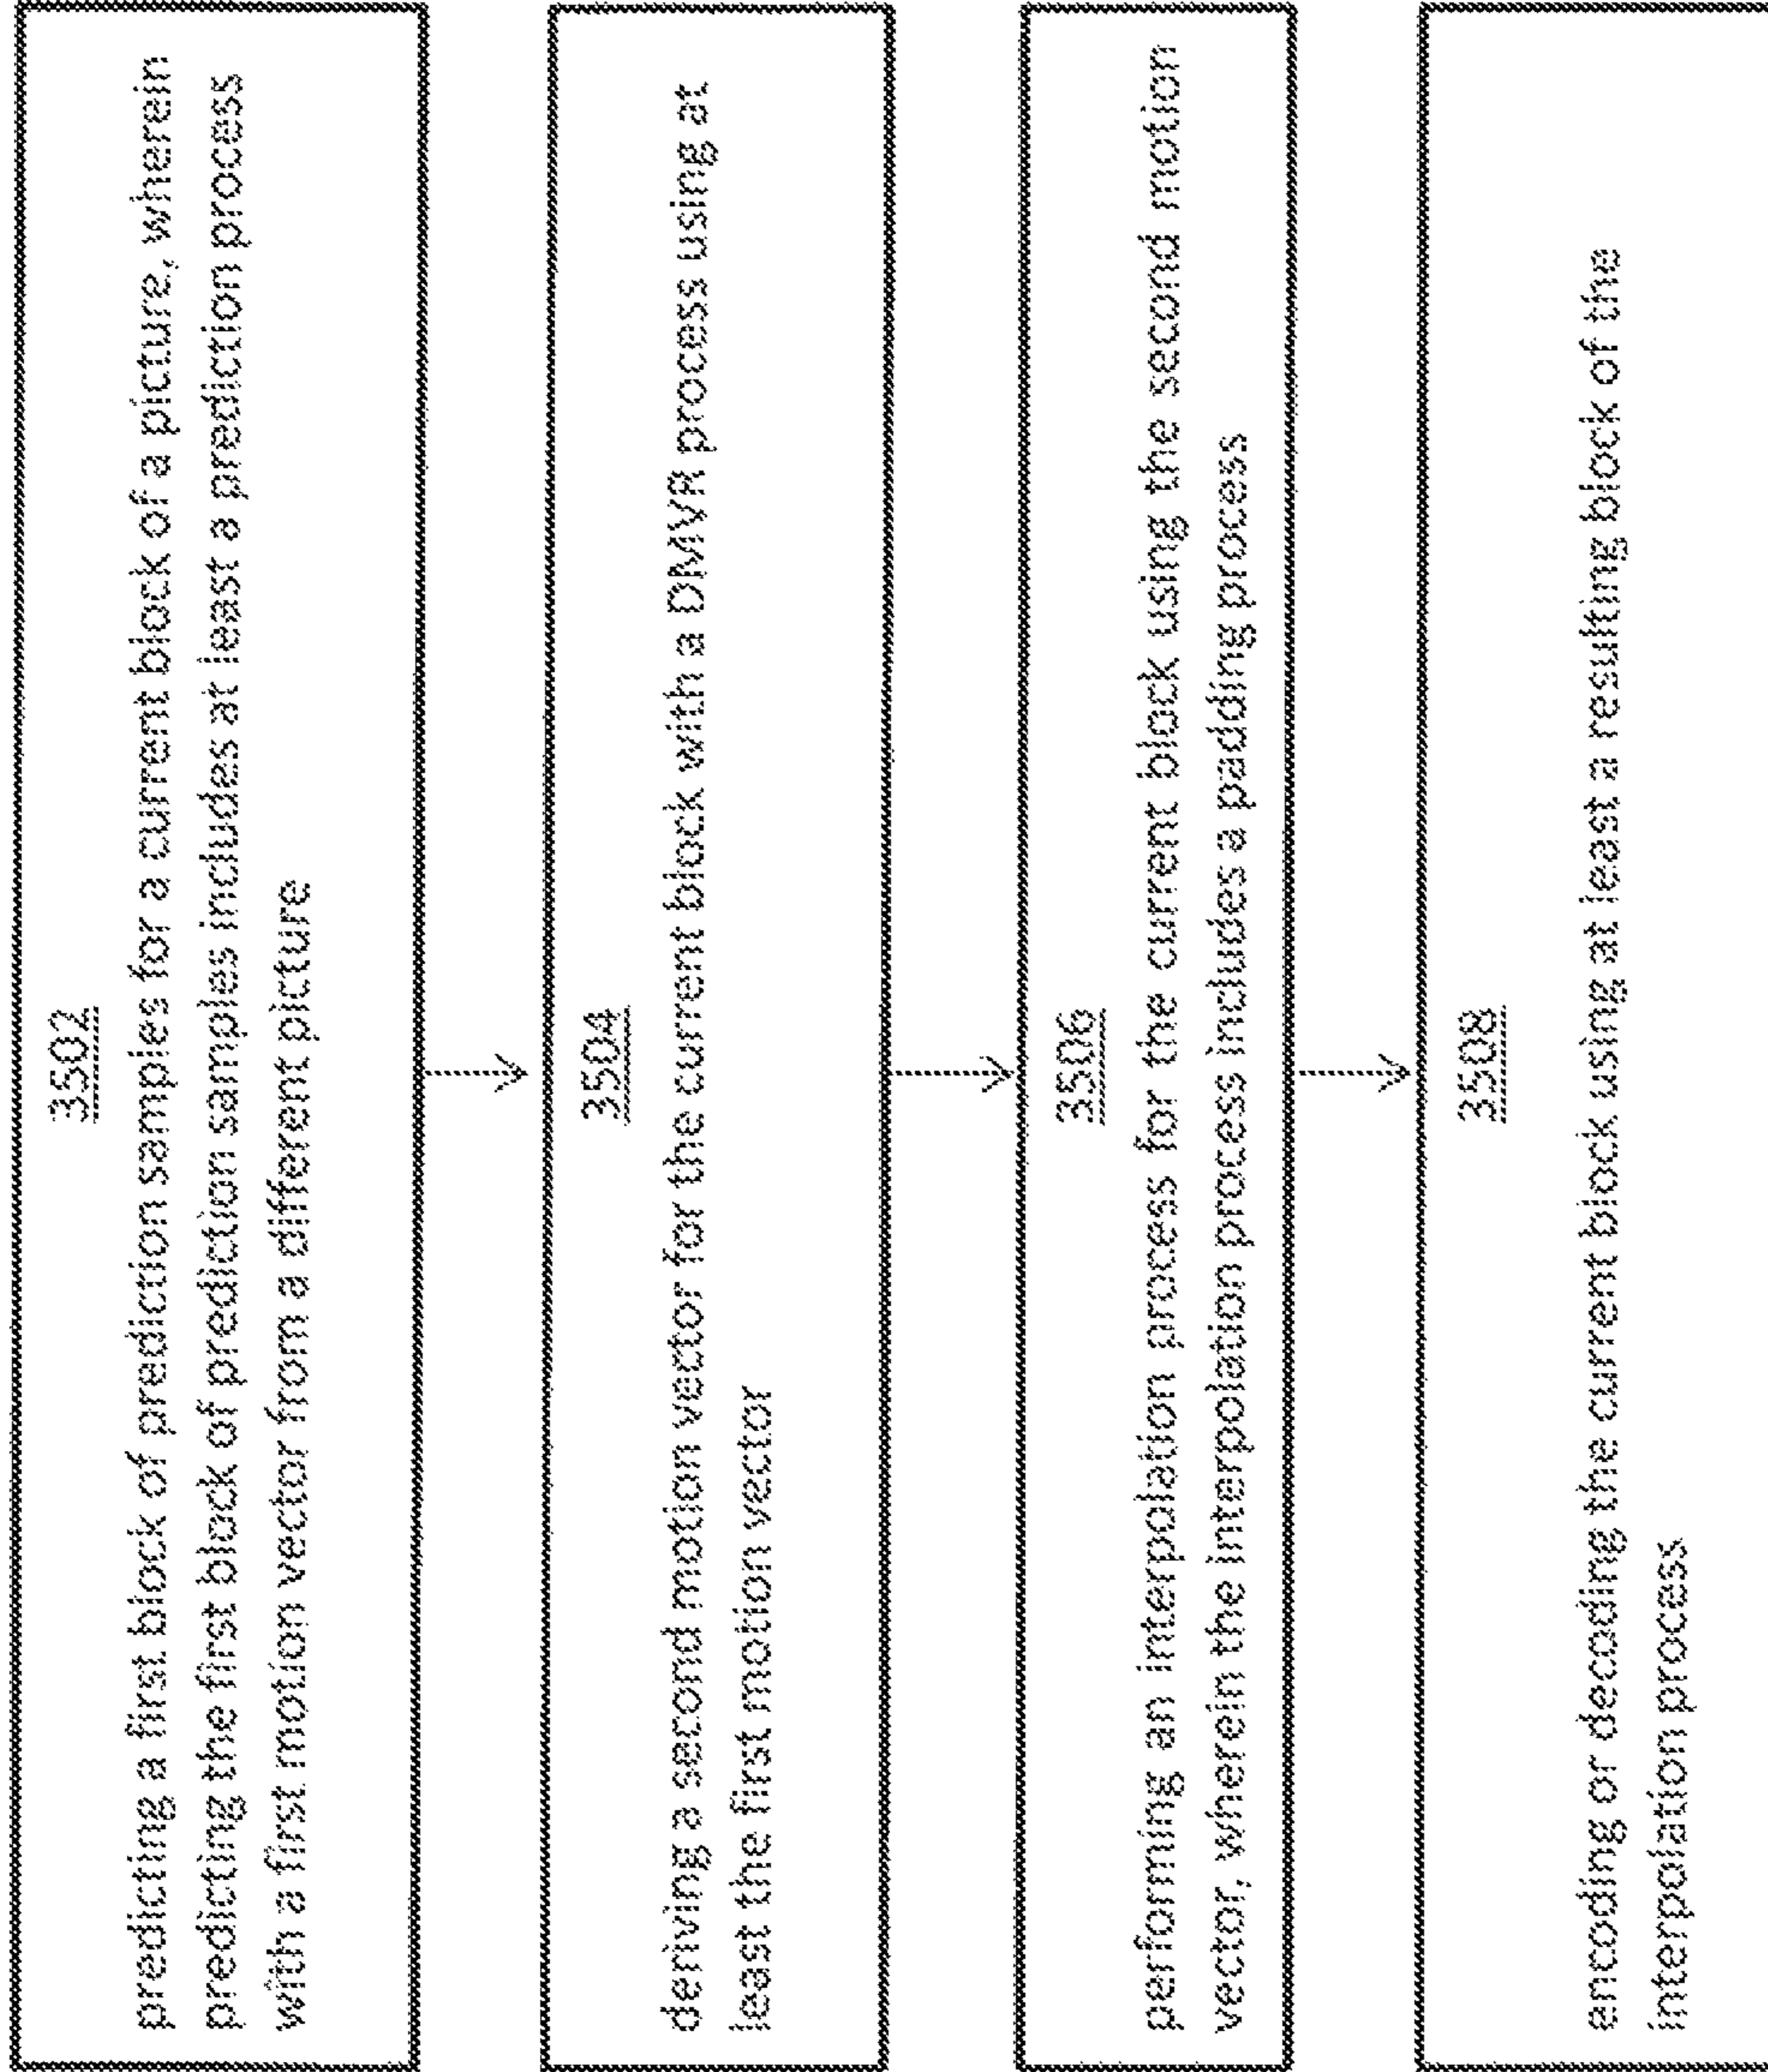 3502
predicting a first block of prediction samples for a current block of a picture, wherein
predicting the first block of prediction samples includes at least a prediction process
with a first motion vector from a different picture
3504
deriving a second motion vector for the current block with a DMVR process using at
least the first motion vector
3506
performing an interpolation process for the current block using the second motion
vector, wherein the interpolation process includes a padding process
3508
encoding or decoding the current block using at least a resulting block of the
interpolation process